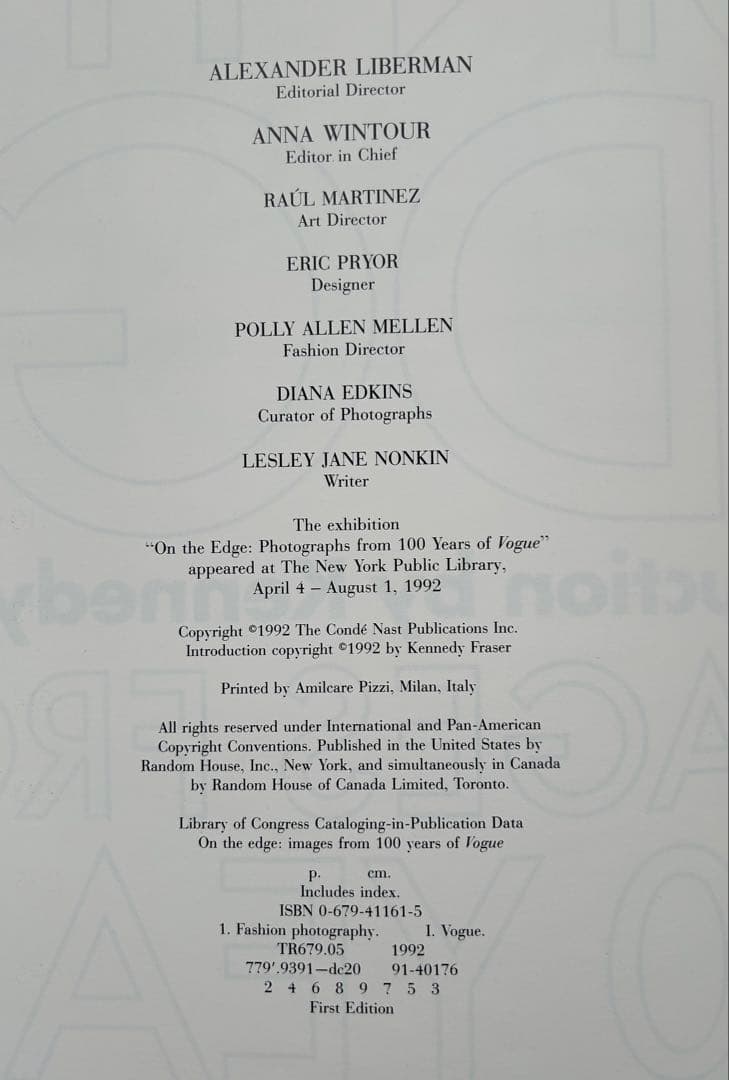 ALEXANDER LIBERMAN
Editorial Director
ANNA WINTOUR
Editor in Chief
RAÚL MARTINEZ
Art Director
ERIC PRYOR
Designer
POLLY ALLEN MELLEN
Fashion Director
DIANA EDKINS
Curator of Photographs
LESLEY JANE NONKIN
Writer
The exhibition
“On the Edge: Photographs from 100 Years of Vogue”
appeared at The New York Public Library,
April 4 – August 1, 1992
Copyright ©1992 The Condé Nast Publications Inc.
Introduction copyright ©1992 by Kennedy Fraser
Printed by Amilcare Pizzi, Milan, Italy
All rights reserved under International and Pan-American
Copyright Conventions. Published in the United States by
Random House, Inc., New York, and simultaneously in Canada
by Random House of Canada Limited, Toronto.
Library of Congress Cataloging-in-Publication Data
On the edge: images from 100 years of Vogue
p. cm.
Includes index.
ISBN 0-679-41161-5
1. Fashion photography. I. Vogue.
TR679.05 1992
779′.9391—dc20 91-40176
2 4 6 8 9 7 5 3
First Edition